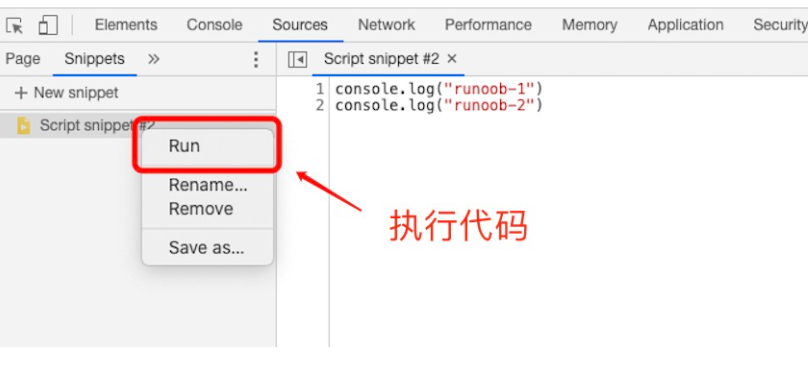 Elements Console Sources Network Performance Memory Application Security
Page Snippets » Script snippet #2 ×
+ New snippet
Script snippet #2
1 console.log("runoob-1")
2 console.log("runoob-2")
Run
Rename...
Remove
Save as...
执行代码